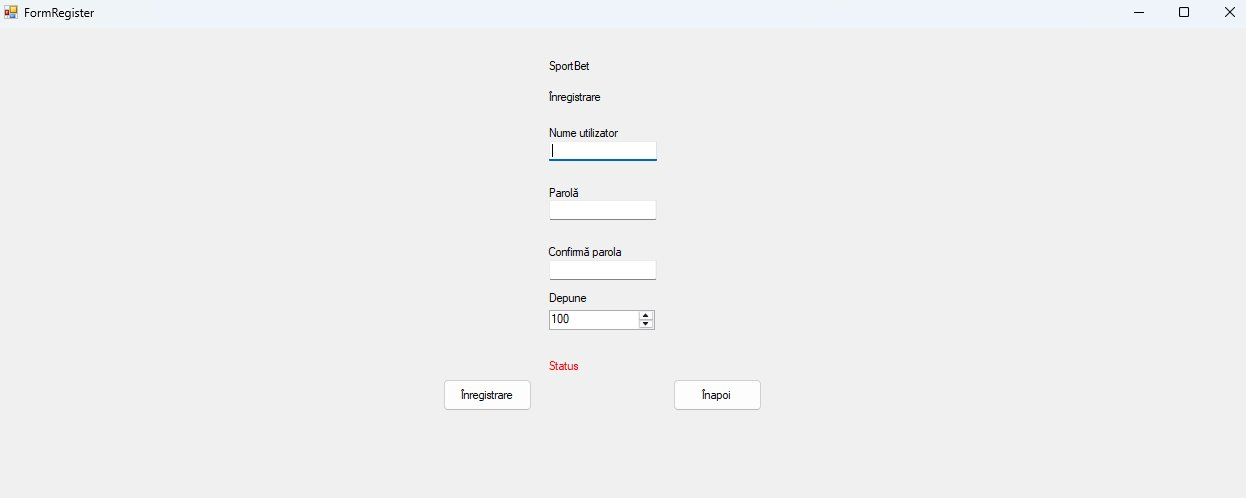 FormRegister
SportBet
Înregistrare
Nume utilizator
Parolă
Confirmă parola
Depune
100
Status
Înregistrare
Înapoi